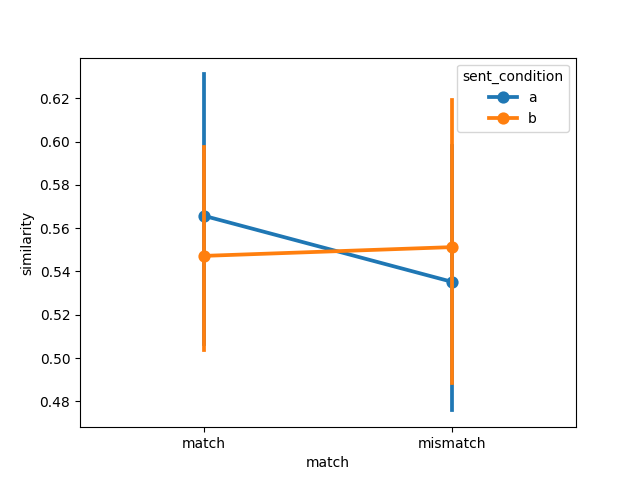 sent_condition
a
b
0.62
0.60
0.58
0.56
0.54
0.52
0.50
0.48
similarity
match
mismatch
match